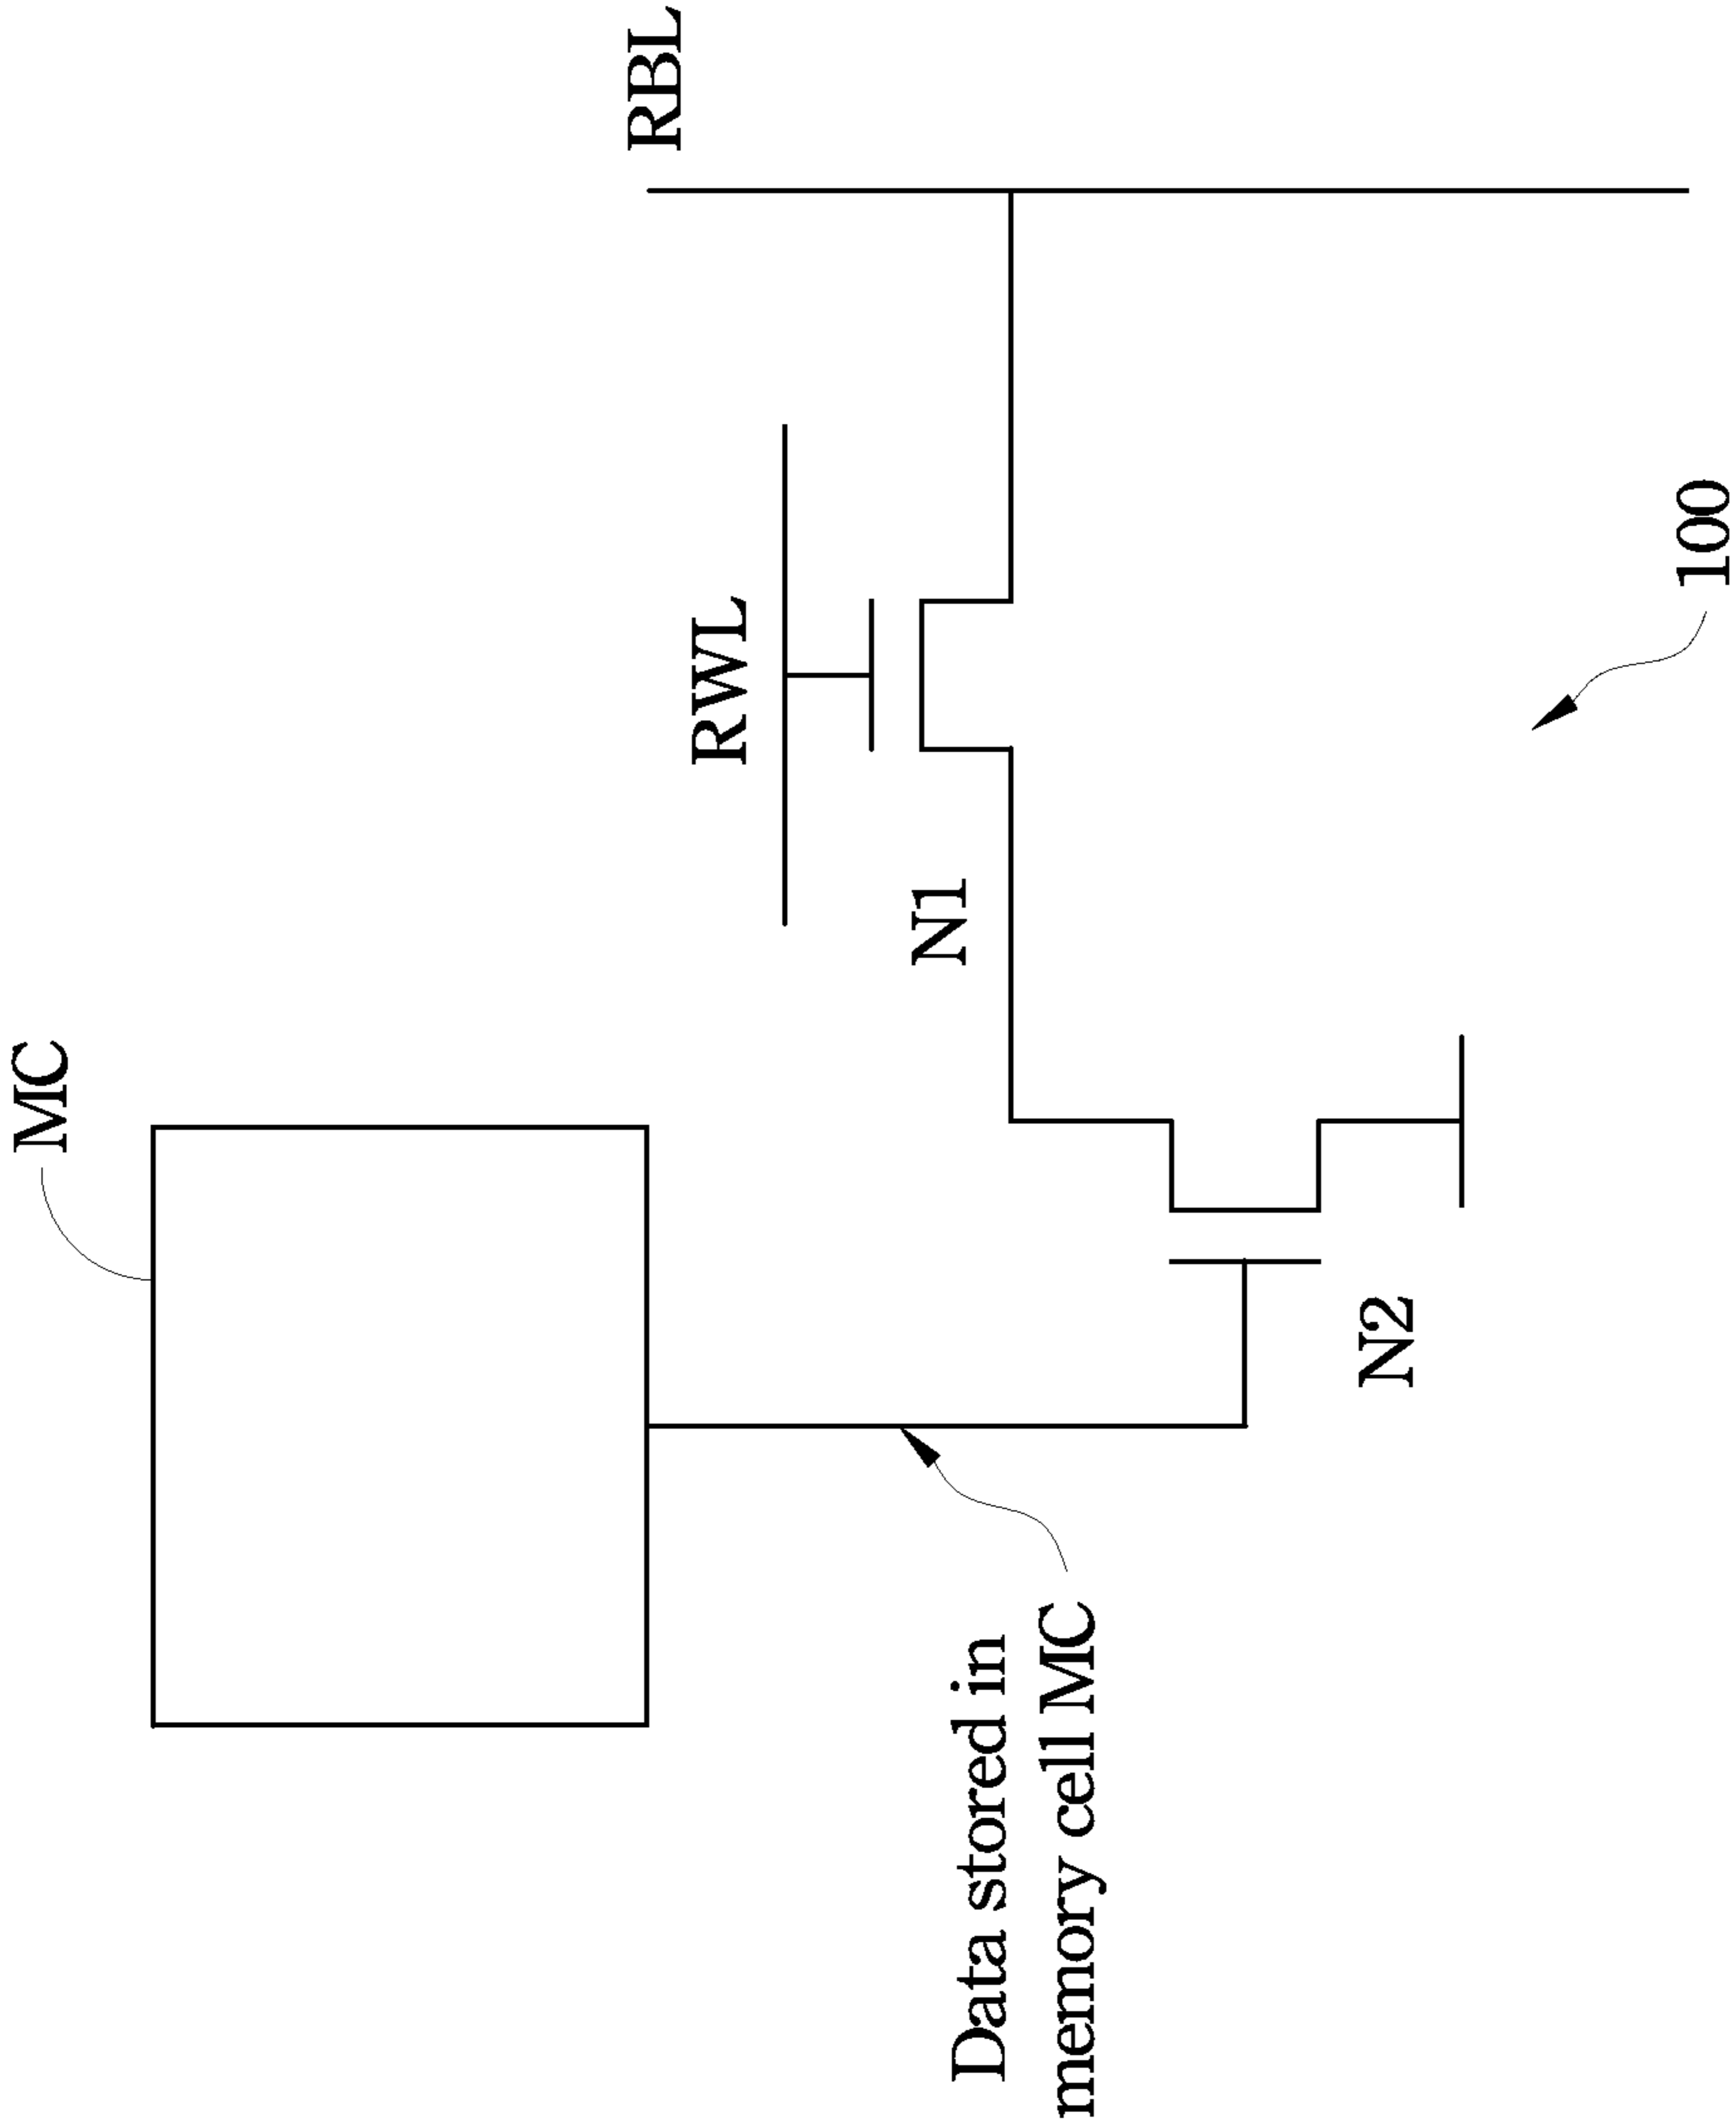 MC
RWL
RBL
N1
N2
Data stored in
memory cell MC
100